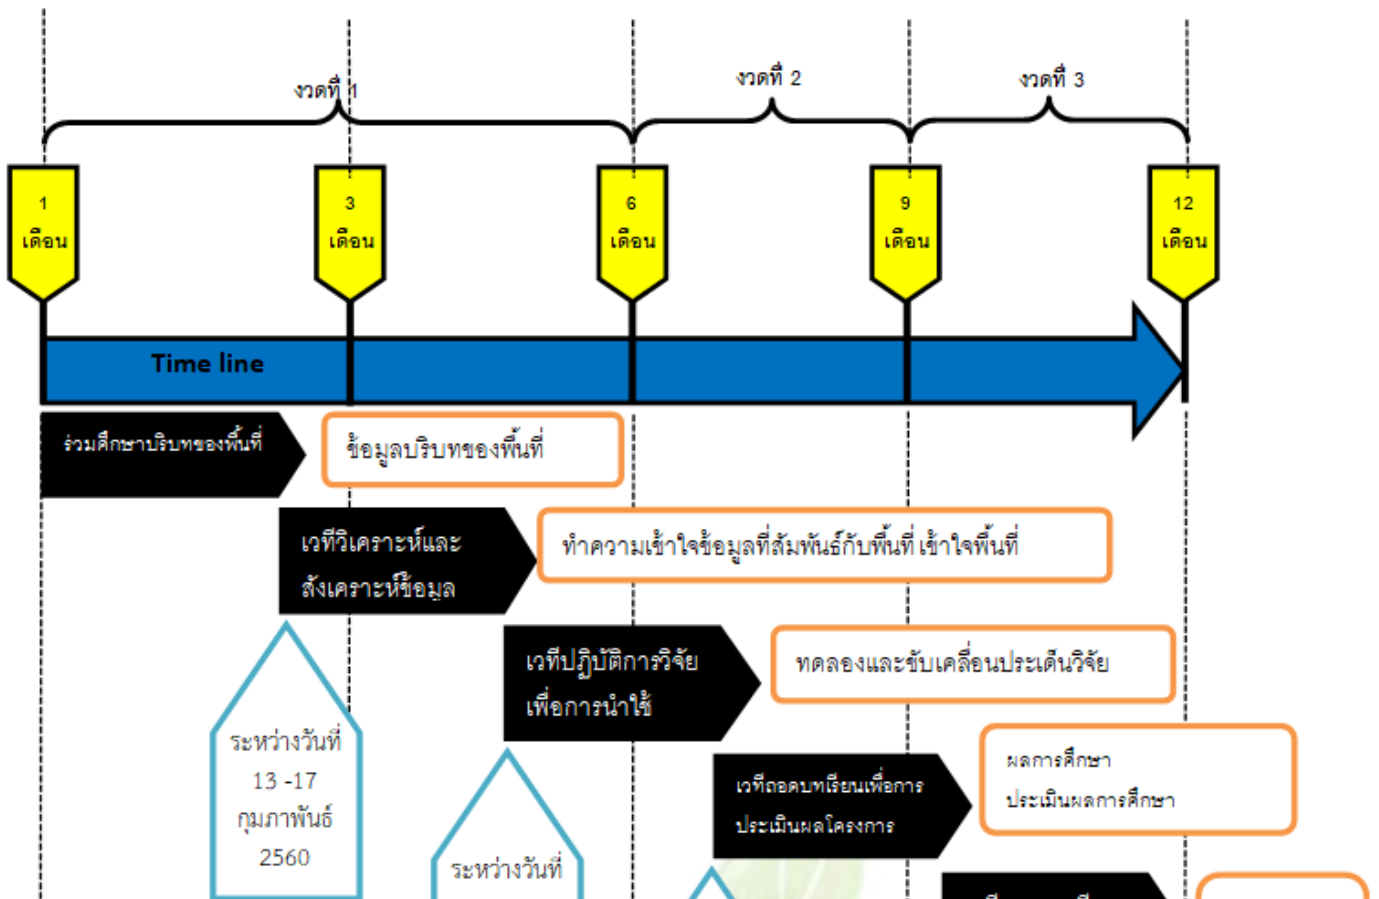 งวดที่ 1
งวดที่ 2
งวดที่ 3
1
เดือน
3
เดือน
6
เดือน
9
เดือน
12
เดือน
Time line
ร่วมศึกษาบริบทของพื้นที่
ข้อมูลบริบทของพื้นที่
เวทีวิเคราะห์และ
สังเคราะห์ข้อมูล
ทำความเข้าใจข้อมูลที่สัมพันธ์กับพื้นที่ เข้าใจพื้นที่
เวทีปฏิบัติการวิจัย
เพื่อการนำใช้
ทดลองและขับเคลื่อนประเด็นวิจัย
ระหว่างวันที่
13 -17
กุมภาพันธ์
2560
เวทีถอดบทเรียนเพื่อการ
ประเมินผลโครงการ
ผลการศึกษา
ประเมินผลการศึกษา
ระหว่างวันที่